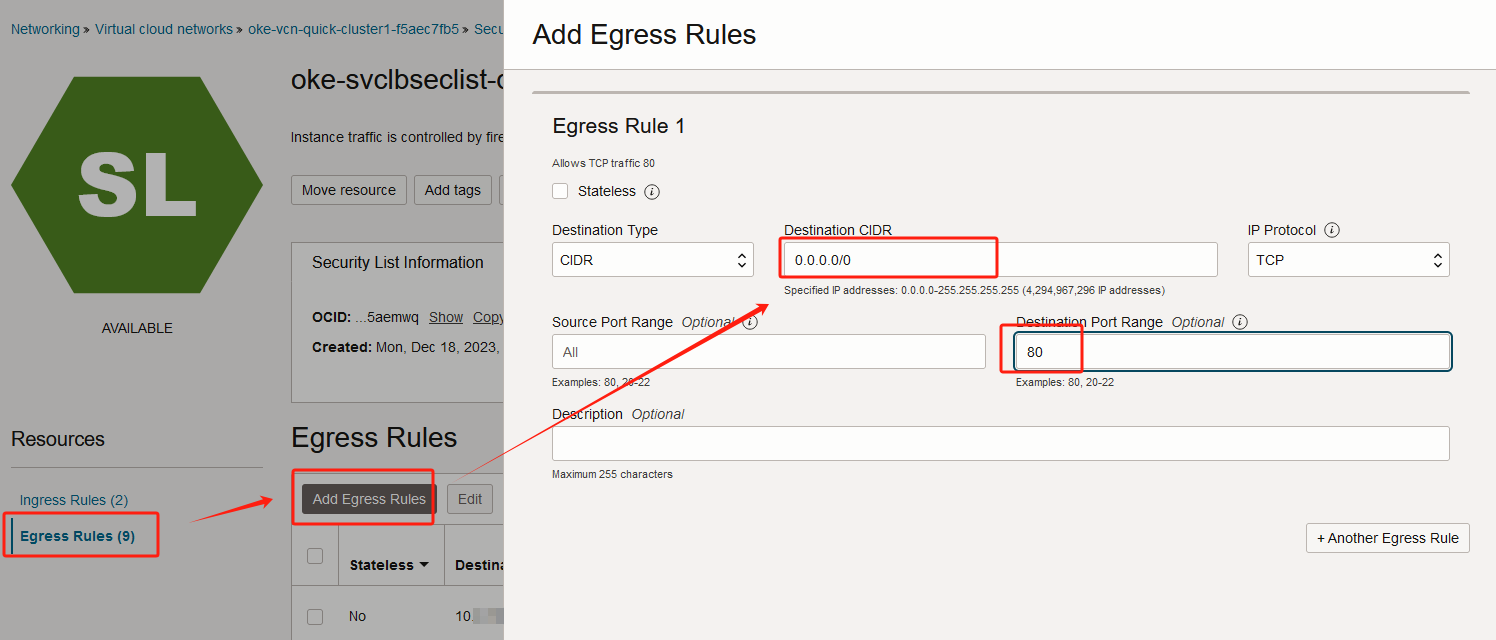 Networking » Virtual cloud networks » oke-vcn-quick-cluster1-f5aec7fb5 » Secu
SL
AVAILABLE
oke-svclbseclist-
Instance traffic is controlled by fire
Move resource
Add tags
Security List Information
OCID: ...5aemwq Show Copy
Created: Mon, Dec 18, 2023,
Resources
Ingress Rules (2)
Egress Rules (9)
Egress Rules
Add Egress Rules
Edit
Stateless
Destina
No
10.
Add Egress Rules
Egress Rule 1
Allows TCP traffic 80
Stateless i
Destination Type
CIDR
Destination CIDR
0.0.0.0/0
Specified IP addresses: 0.0.0.0-255.255.255.255 (4,294,967,296 IP addresses)
IP Protocol i
TCP
Source Port Range Optional i
All
Examples: 80, 20-22
Destination Port Range Optional i
80
Examples: 80, 20-22
Description Optional
Maximum 255 characters
+ Another Egress Rule